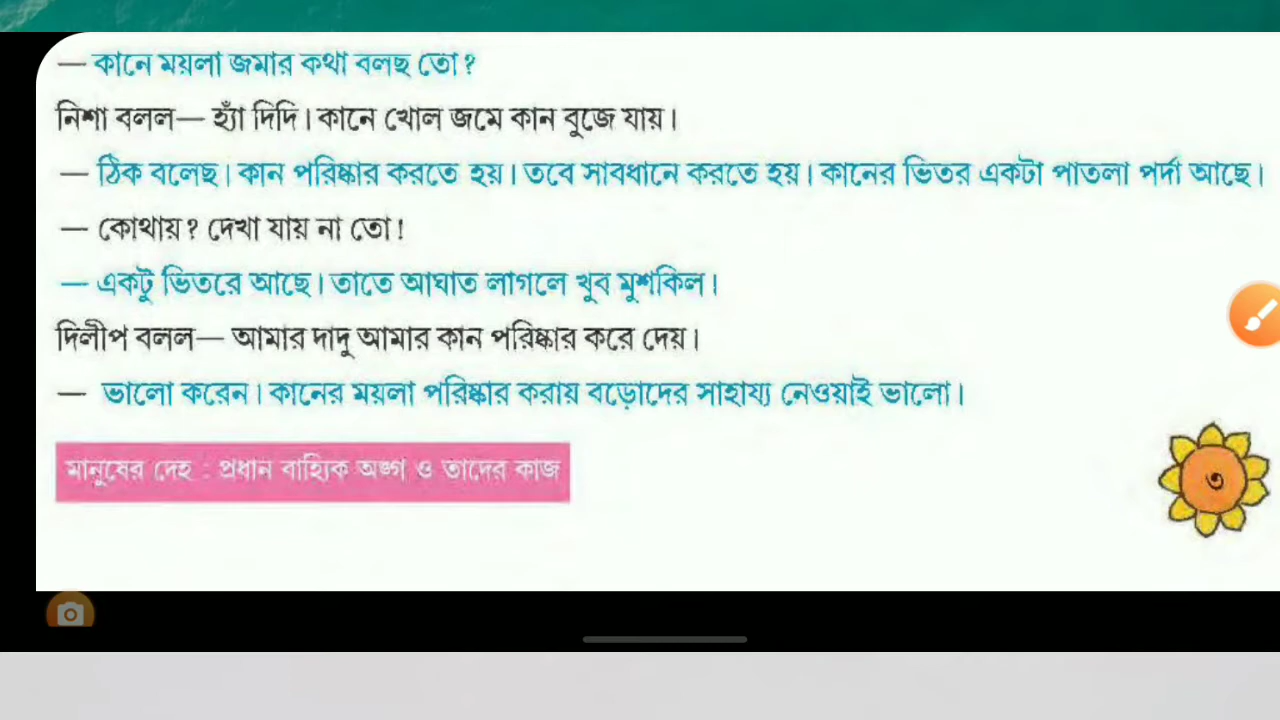 — কানে ময়লা জমার কথা বলছ তো?
নিশা বলল— হ্যাঁ দিদি। কানে খোল জমে কান বুজে যায়।
— ঠিক বলেছ। কান পরিষ্কার করতে হয়। তবে সাবধানে করতে হয়। কানের ভিতর একটা পাতলা পর্দা আছে।
— কোথায়? দেখা যায় না তো!
— একটু ভিতরে আছে। তাতে আঘাত লাগলে খুব মুশকিল।
দিলীপ বলল— আমার দাদু আমার কান পরিষ্কার করে দেয়।
— ভালো করেন। কানের ময়লা পরিষ্কার করায় বড়োদের সাহায্য নেওয়াই ভালো।
মানুষের দেহ : প্রধান বাহ্যিক অঙ্গ ও তাদের কাজ
৩